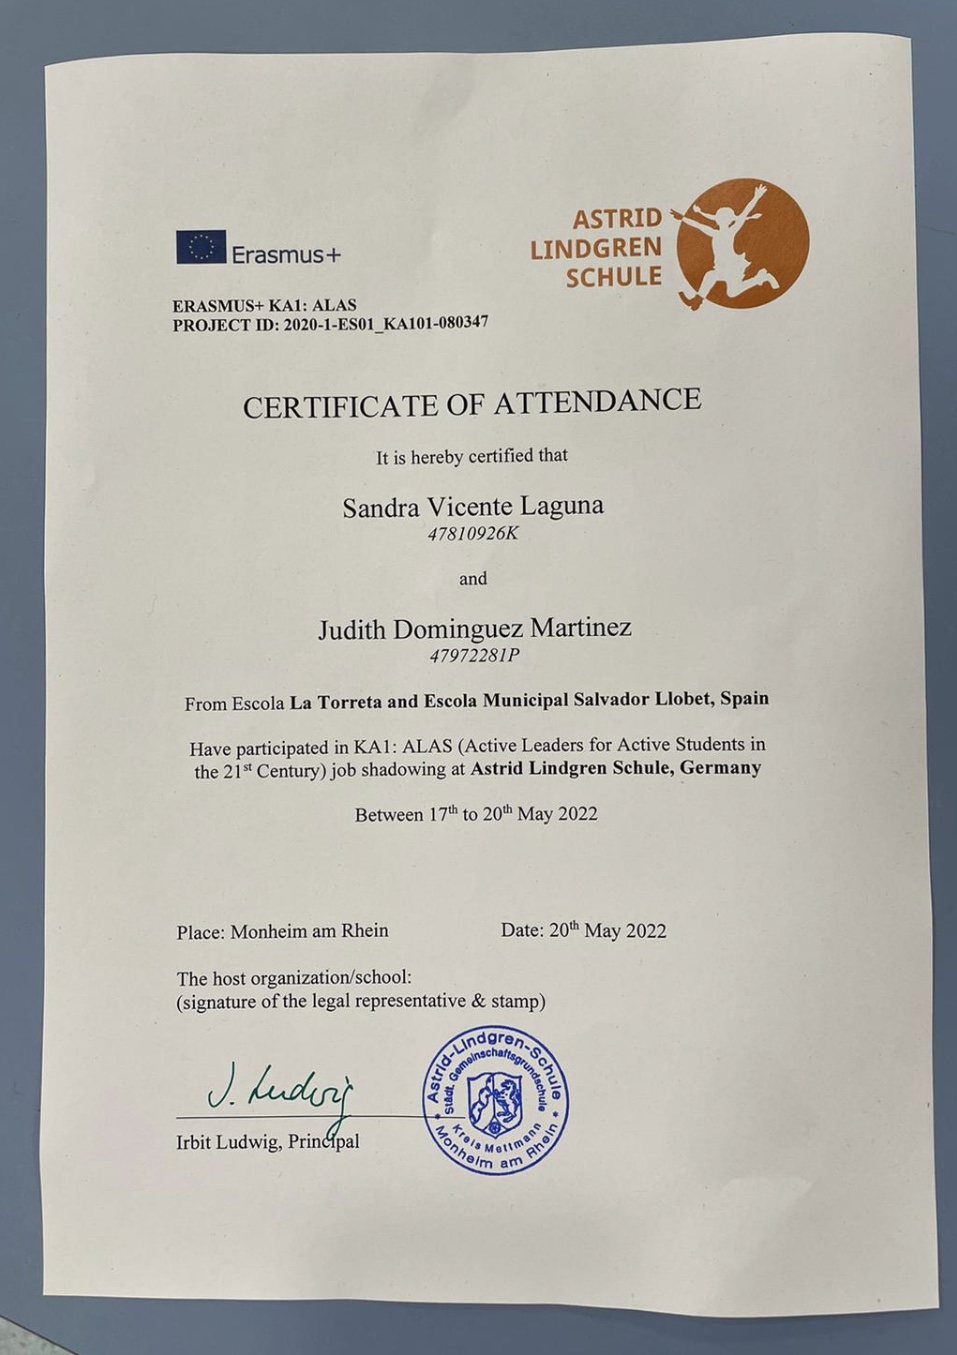 Erasmus+
ASTRID
LINDGREN
SCHULE
ERASMUS+ KA1: ALAS
PROJECT ID: 2020-1-ES01_KA101-080347
CERTIFICATE OF ATTENDANCE
It is hereby certified that
Sandra Vicente Laguna
47810926K
and
Judith Dominguez Martinez
47972281P
From Escola La Torreta and Escola Municipal Salvador Llobet, Spain
Have participated in KA1: ALAS (Active Leaders for Active Students in
the 21st Century) job shadowing at Astrid Lindgren Schule, Germany
Between 17th to 20th May 2022
Place: Monheim am Rhein Date: 20th May 2022
The host organization/school:
(signature of the legal representative & stamp)
I. Ludwig
Irbit Ludwig, Principal
Astrid-Lindgren-Schule
Städt. Gemeinschaftsgrundschule
Kreis Mettmann
* Monheim am Rhein *